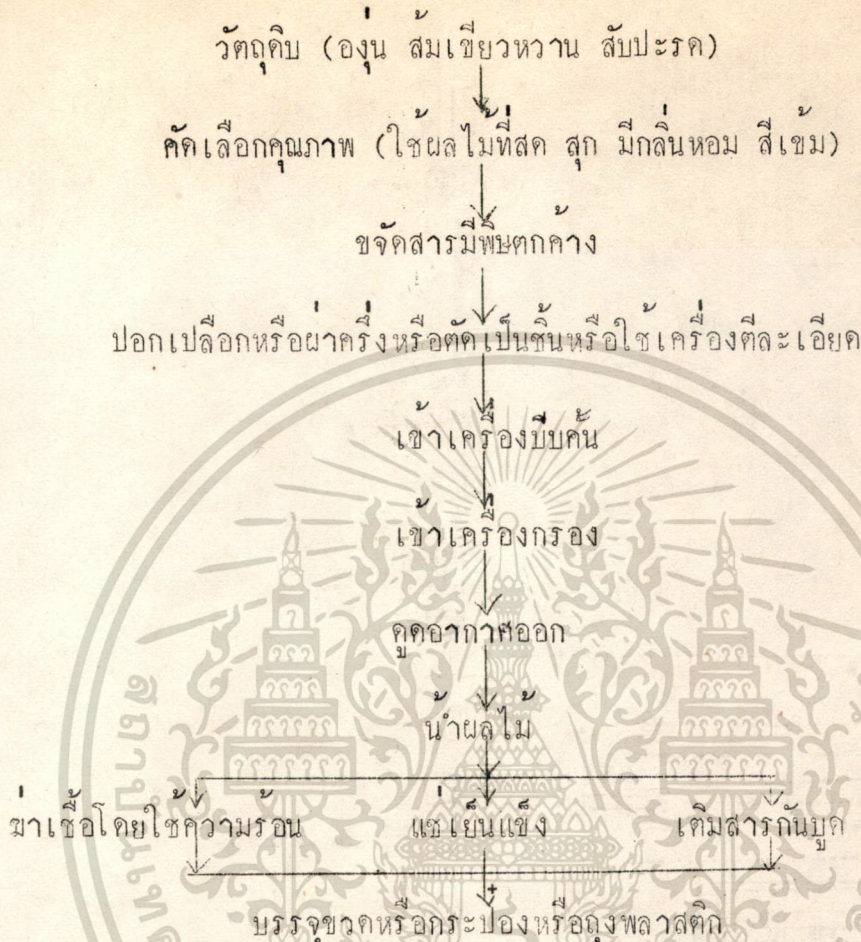 วัตถุดิบ (องุ่น ส้มเขียวหวาน สับปะรด)
คัดเลือกคุณภาพ (ใช้ผลไม้ที่สด สุก มีกลิ่นหอม สีเข้ม)
ขจัดสารมีพิษตกค้าง
ปอกเปลือกหรือผ่าครึ่งหรือตัดเป็นชิ้นหรือใช้เครื่องตีละเอียด
เข้าเครื่องบีบคั้น
เข้าเครื่องกรอง
ดูดอากาศออก
น้ำผลไม้
ฆ่าเชื้อโดยใช้ความร้อน แช่เย็นแข็ง เติมสารกันบูด
บรรจุขวดหรือกระป๋องหรือถุงพลาสติก